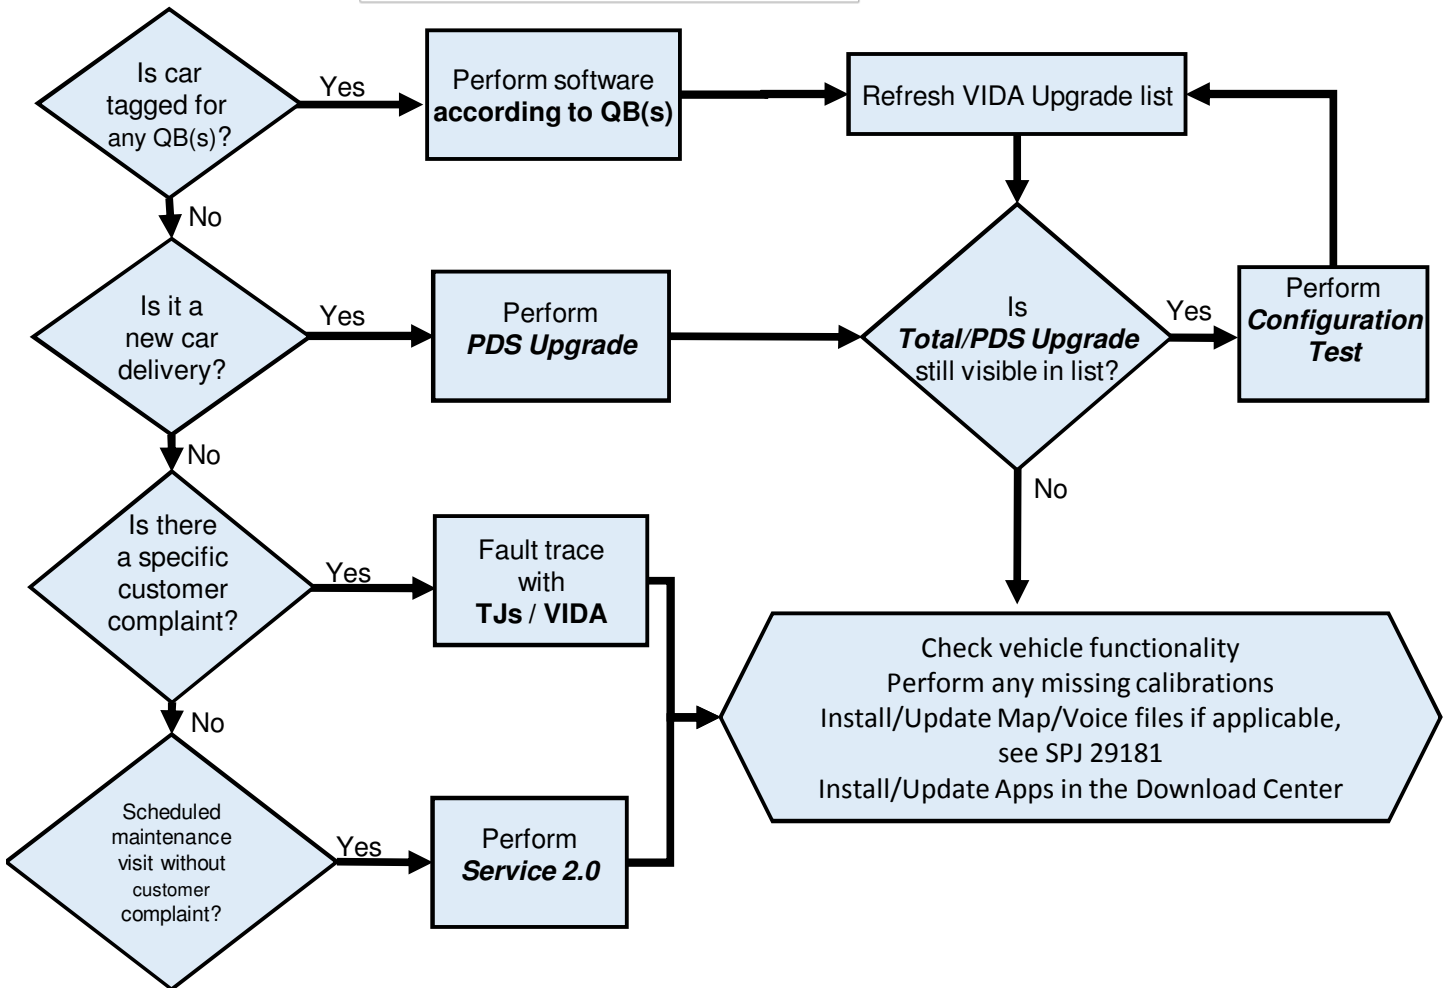 Is car
tagged for
any QB(s)?
Yes
Perform software
according to QB(s)
Refresh VIDA Upgrade list
No
Is it a
new car
delivery?
Yes
Perform
PDS Upgrade
Is
Total/PDS Upgrade
still visible in list?
Yes
Perform
Configuration
Test
No
No
Is there
a specific
customer
complaint?
Yes
Fault trace
with
TJs / VIDA
Check vehicle functionality
Perform any missing calibrations
Install/Update Map/Voice files if applicable,
see SPJ 29181
Install/Update Apps in the Download Center
No
Scheduled
maintenance
visit without
customer
complaint?
Yes
Perform
Service 2.0